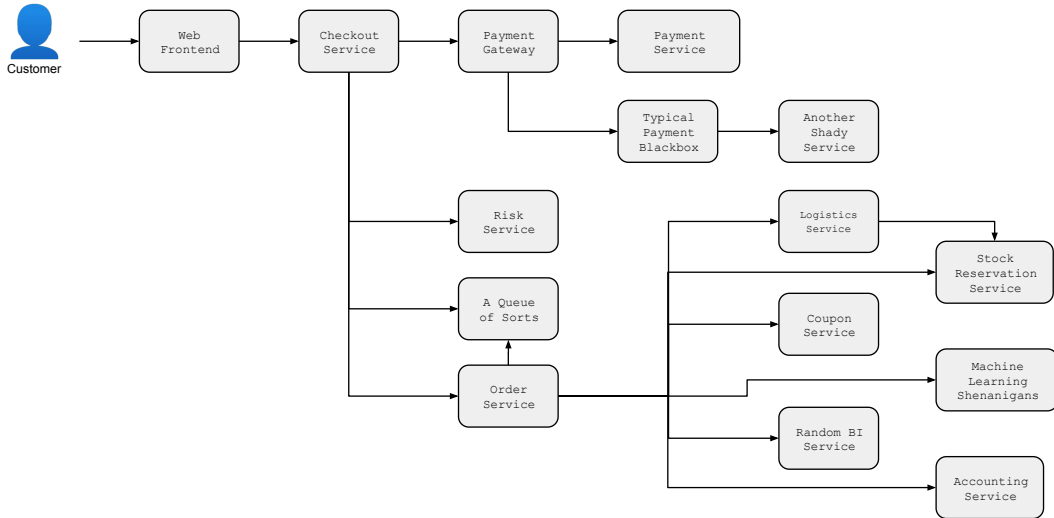 Customer
Web
Frontend
Checkout
Service
Payment
Gateway
Payment
Service
Typical
Payment
Blackbox
Another
Shady
Service
Risk
Service
Logistics
Service
Stock
Reservation
Service
A Queue
of Sorts
Coupon
Service
Order
Service
Machine
Learning
Shenanigans
Random BI
Service
Accounting
Service